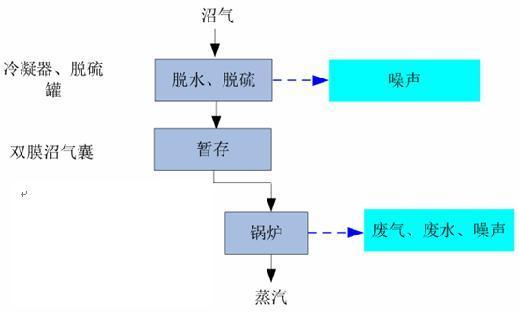 沼气
冷凝器、脱硫
罐
脱水、脱硫
噪声
双膜沼气囊
暂存
锅炉
废气、废水、噪声
蒸汽